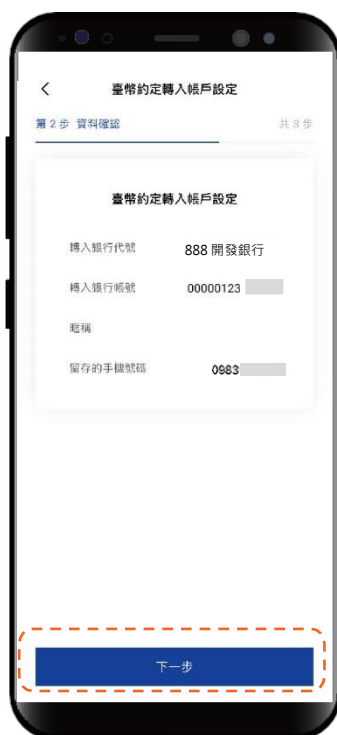 臺幣約定轉入帳戶設定
第 2 步 資料確認 共 3 步
臺幣約定轉入帳戶設定
轉入銀行代號 888 開發銀行
轉入銀行帳號 00000123
暱稱
留存的手機號碼 0983
下一步